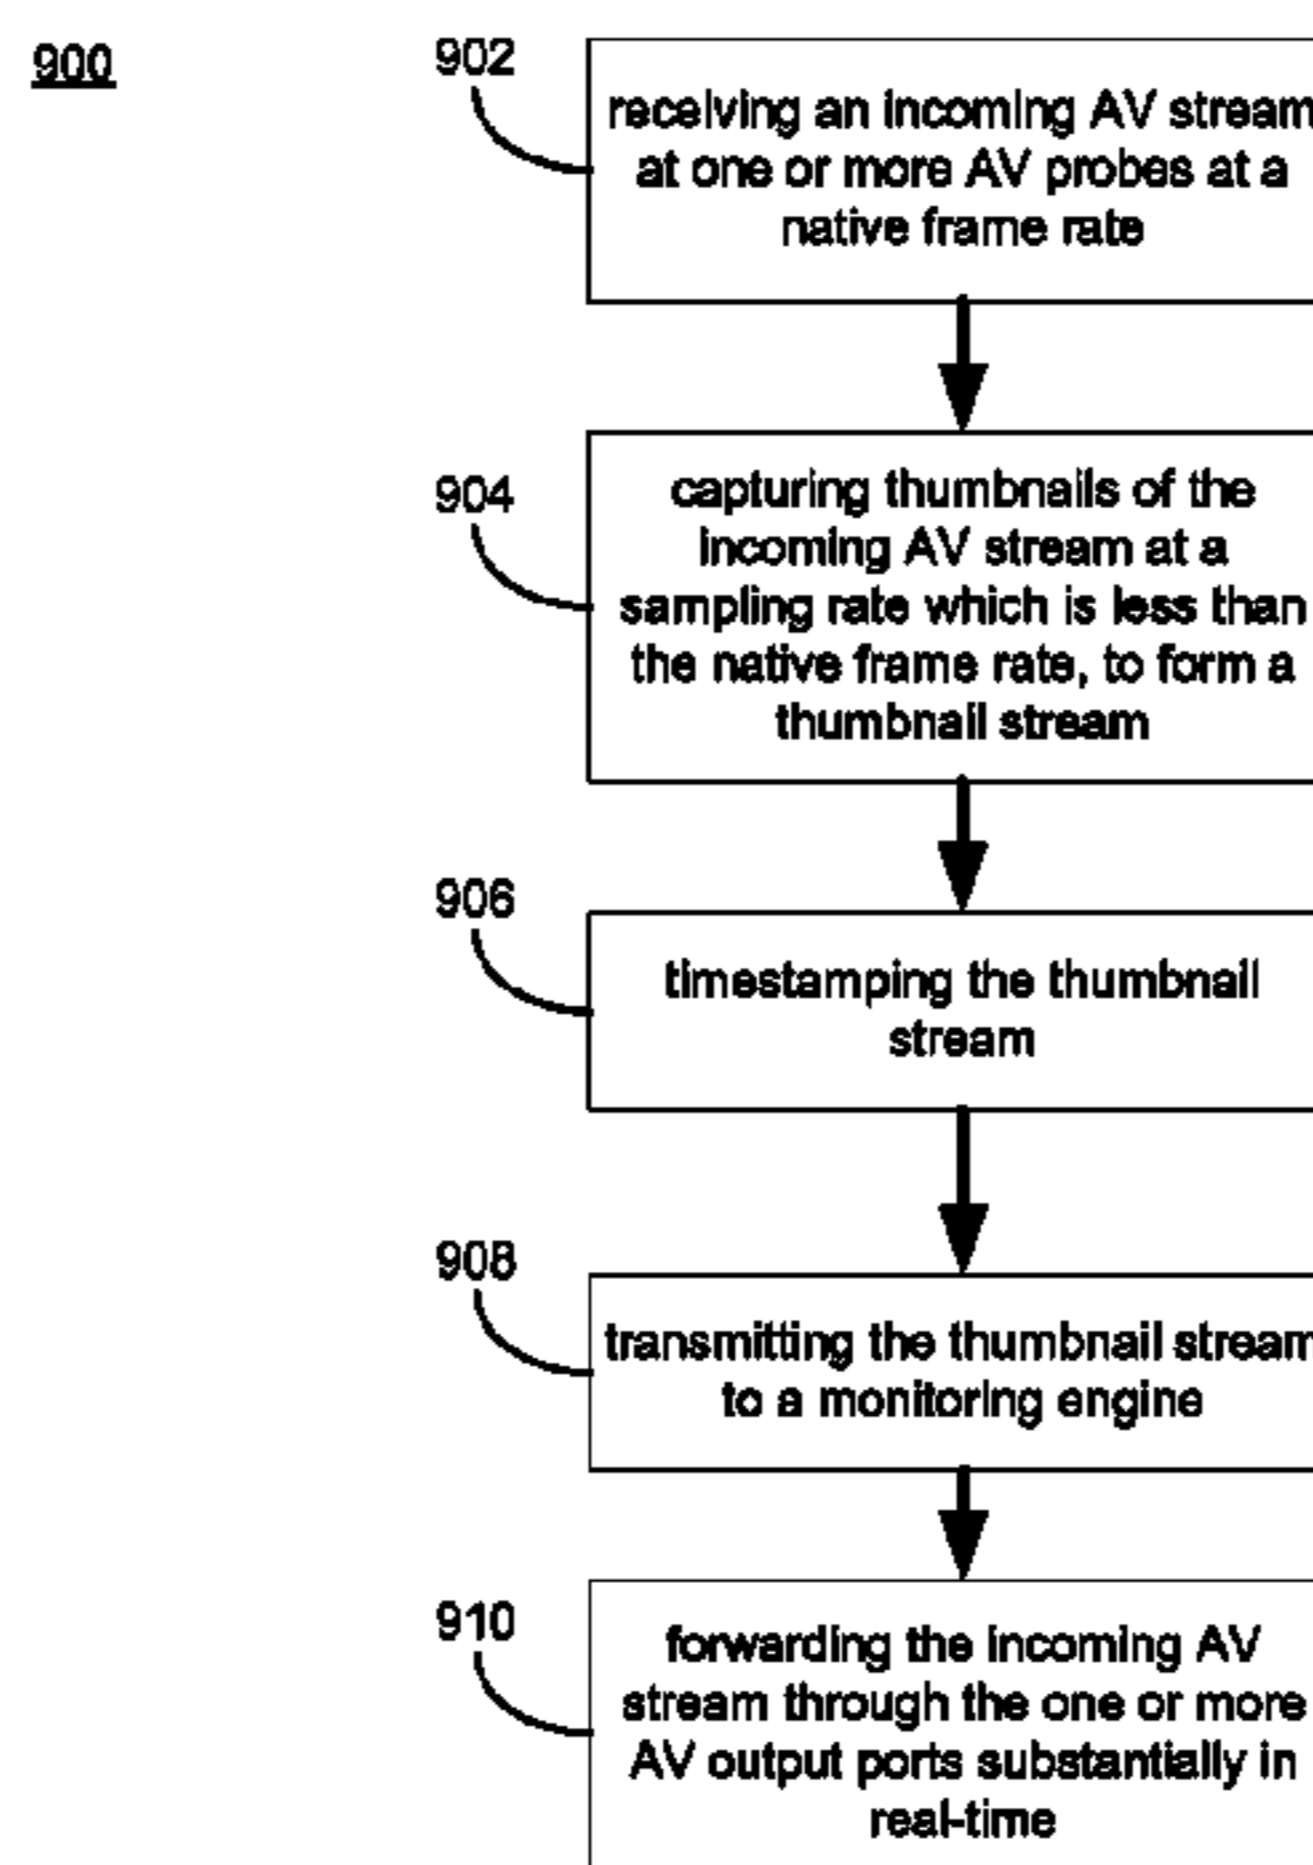 900
902
receiving an incoming AV stream
at one or more AV probes at a
native frame rate
904
capturing thumbnails of the
incoming AV stream at a
sampling rate which is less than
the native frame rate, to form a
thumbnail stream
906
timestamping the thumbnail
stream
908
transmitting the thumbnail stream
to a monitoring engine
910
forwarding the incoming AV
stream through the one or more
AV output ports substantially in
real-time